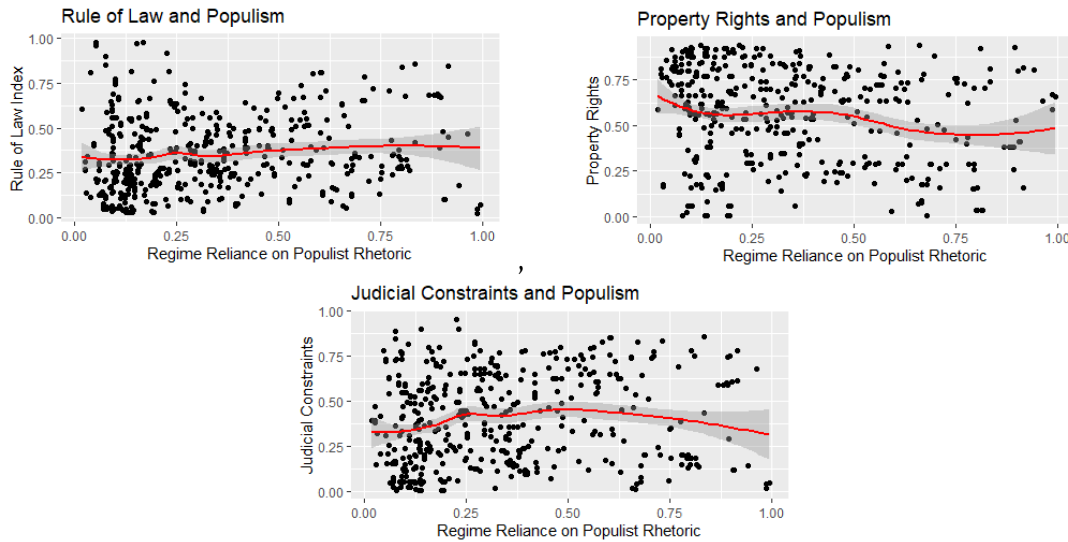 Rule of Law and Populism
Rule of Law Index
1.00
0.75
0.50
0.25
0.00
0.00 0.25 0.50 0.75 1.00
Regime Reliance on Populist Rhetoric
Property Rights and Populism
Property Rights
0.75
0.50
0.25
0.00
0.00 0.25 0.50 0.75 1.00
Regime Reliance on Populist Rhetoric
,
Judicial Constraints and Populism
Judicial Constraints
1.00
0.75
0.50
0.25
0.00
0.00 0.25 0.50 0.75 1.00
Regime Reliance on Populist Rhetoric